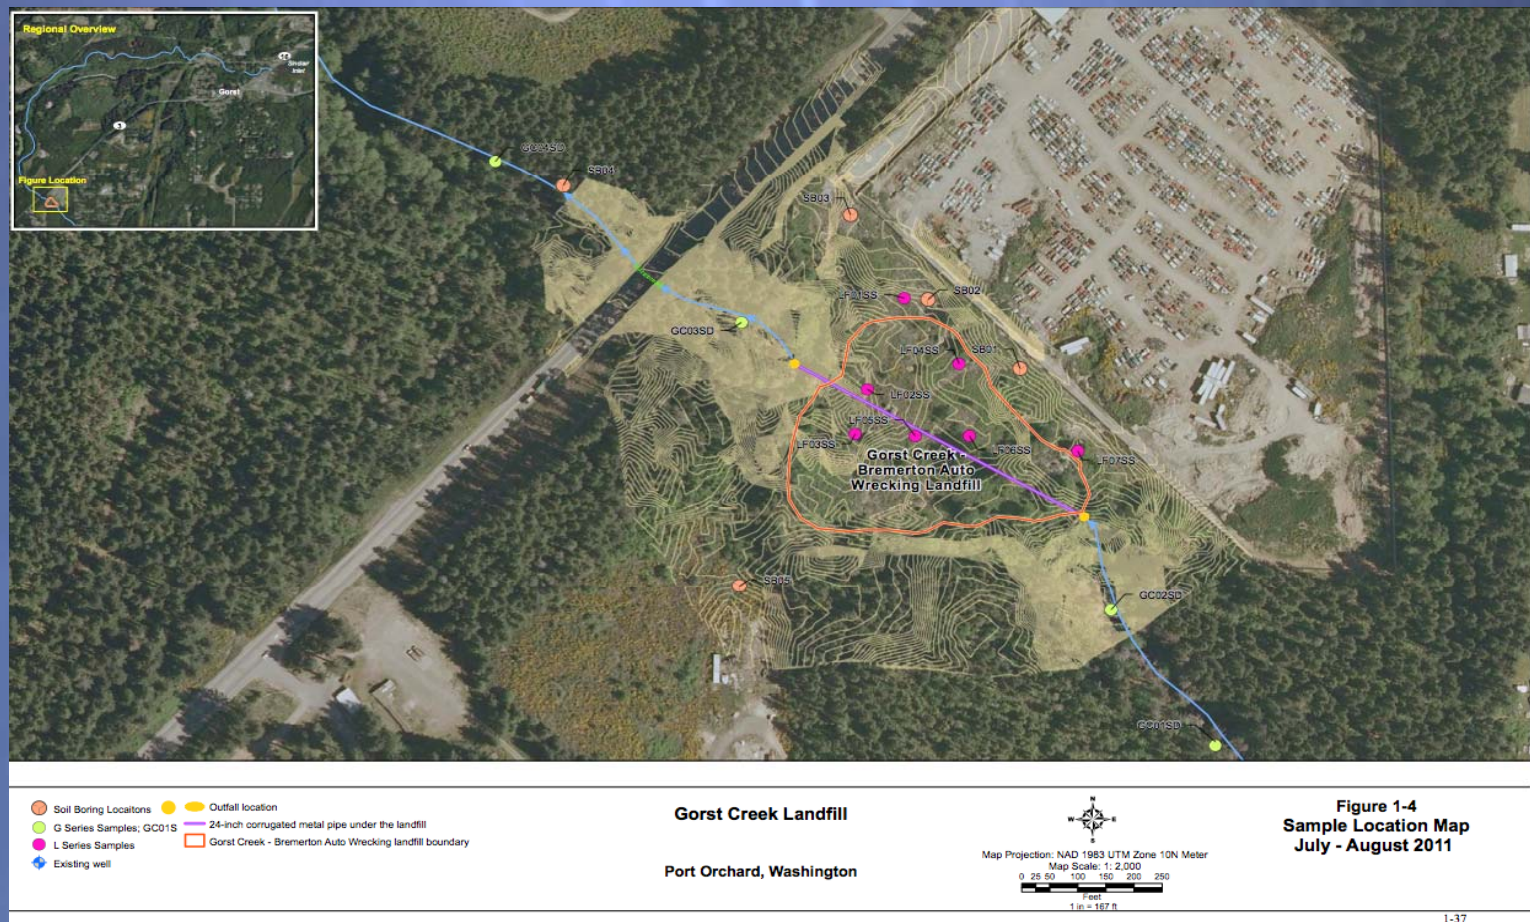 Regional Overview
16
Sinclair
Inlet
Gorst
3
Figure Location
GC04SD
SB04
SB03
LF01SS
SB02
GC03SD
LF04SS
SB01
LF02SS
LF05SS
LF03SS
LF06SS
LF07SS
Gorst Creek -
Bremerton Auto
Wrecking Landfill
SB05
GC02SD
GC01SD
Soil Boring Locaitons
G Series Samples; GC01S
L Series Samples
Existing well
Outfall location
24-inch corrugated metal pipe under the landfill
Gorst Creek - Bremerton Auto Wrecking landfill boundary
Gorst Creek Landfill
Port Orchard, Washington
N
W E
S
Map Projection: NAD 1983 UTM Zone 10N Meter
Map Scale: 1: 2,000
0 25 50 100 150 200 250
Feet
1 in = 167 ft
Figure 1-4
Sample Location Map
July - August 2011
1-37